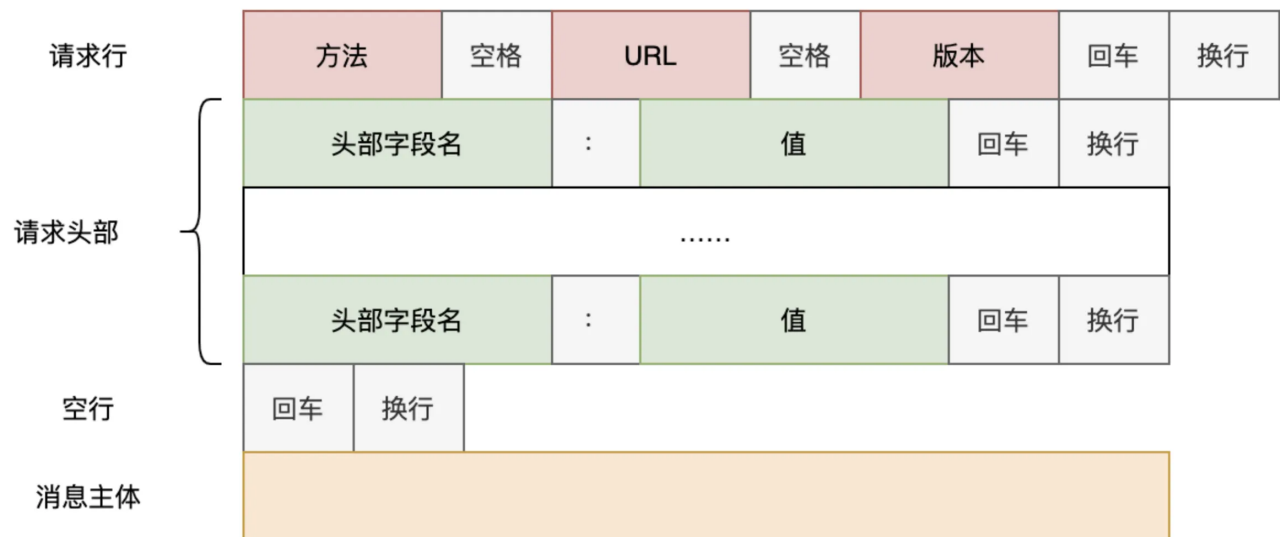 请求行 方法 空格 URL 空格 版本 回车 换行
头部字段名 : 值 回车 换行
请求头部 ......
头部字段名 : 值 回车 换行
空行 回车 换行
消息主体